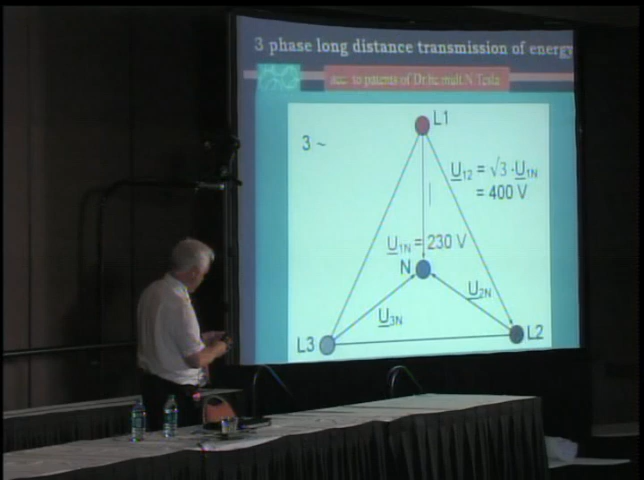 3 phase long distance transmission of energy
acc. to patents of Dr.hc.mult.N.Tesla
L1
3 ~
U12 = √3 ·U1N
= 400 V
U1N = 230 V
N
U2N
U3N
L3
L2